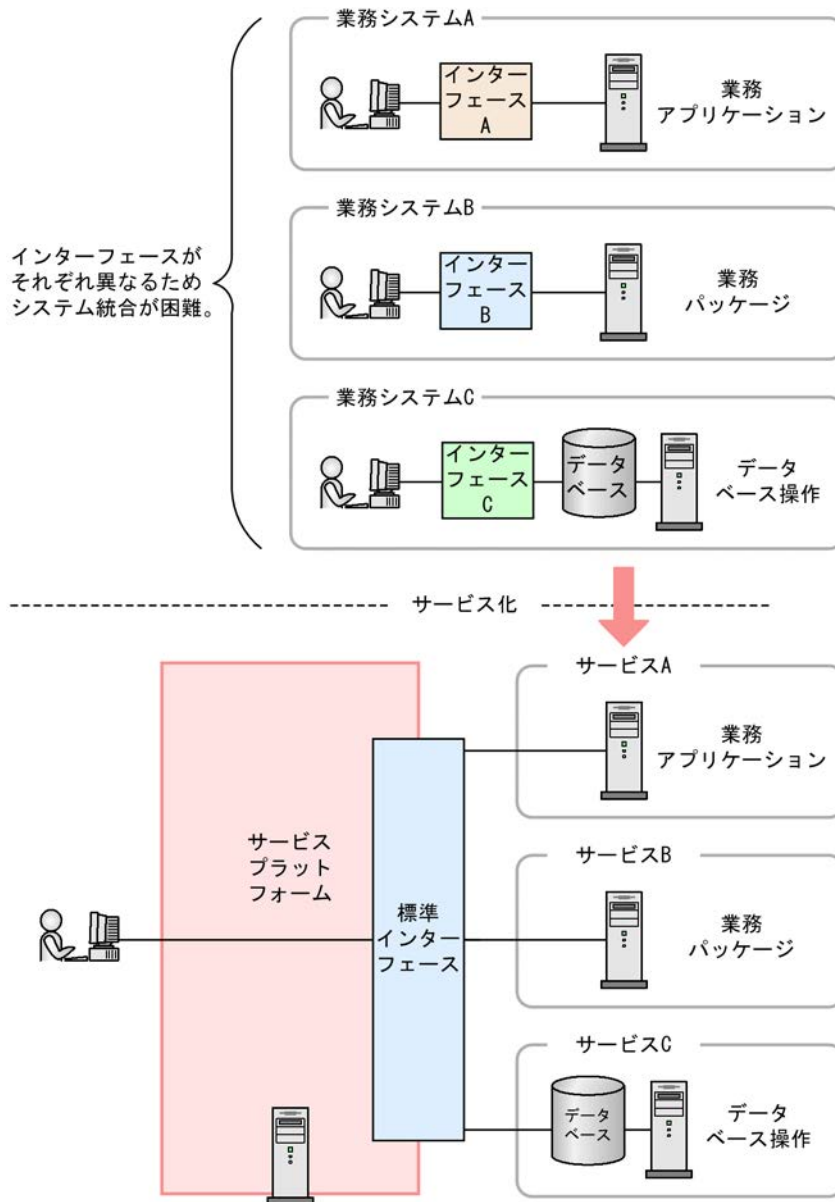 業務システムA
インター
フェース
A
業務
アプリケーション
業務システムB
インターフェースが
それぞれ異なるため
システム統合が困難。
インター
フェース
B
業務
パッケージ
業務システムC
インター
フェース
C
データ
ベース
データ
ベース操作
サービス化
サービスA
業務
アプリケーション
サービス
プラット
フォーム
標準
インター
フェース
サービスB
業務
パッケージ
サービスC
データ
ベース
データ
ベース操作